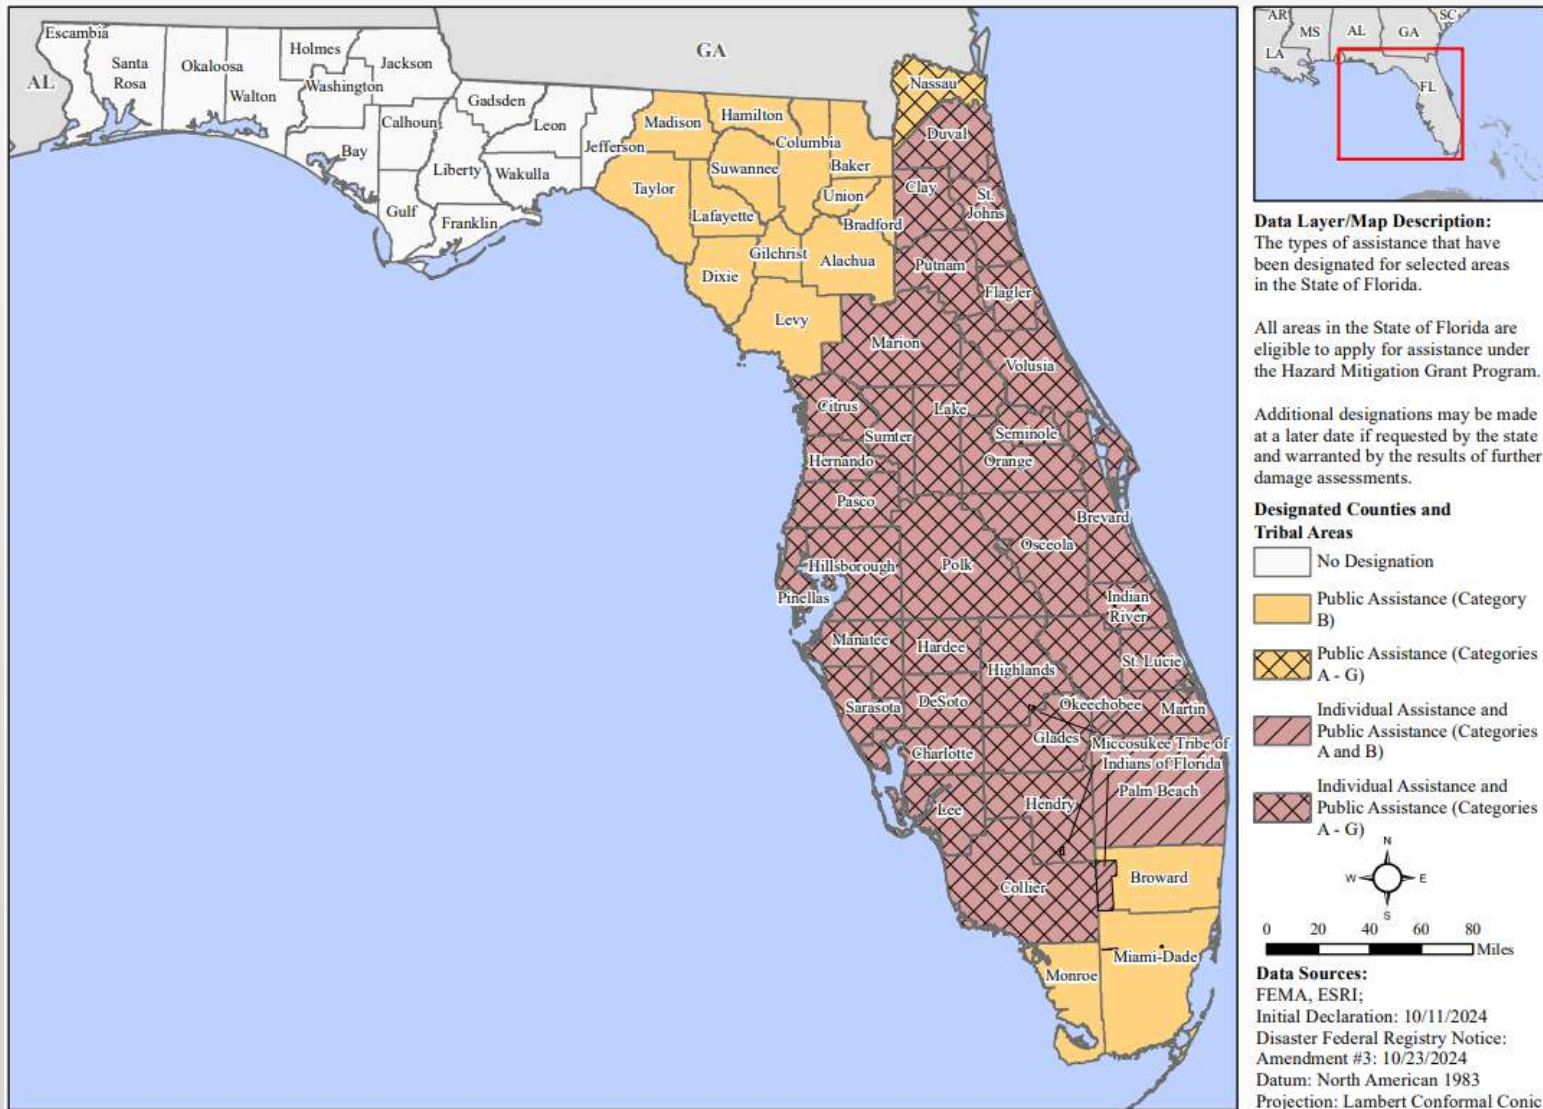 Escambia
Santa
Rosa
Okaloosa
Walton
Holmes
Washington
Jackson
Bay
Calhoun
Gulf
Liberty
Gadsden
Franklin
Leon
Wakulla
Jefferson
AL
GA
Madison
Taylor
Hamilton
Suwannee
Lafayette
Dixie
Columbia
Gilchrist
Levy
Baker
Union
Bradford
Alachua
Nassau
Duval
Clay
St.
Johns
Putnam
Flagler
Marion
Volusia
Citrus
Sumter
Lake
Seminole
Orange
Hernando
Pasco
Brevard
Osceola
Hillsborough
Polk
Pinellas
Indian
River
Manatee
Hardee
Highlands
St. Lucie
Sarasota
DeSoto
Okeechobee
Martin
Charlotte
Glades
Miccosukee Tribe of
Indians of Florida
Lee
Hendry
Palm Beach
Collier
Broward
Monroe
Miami-Dade
AR
MS
AL
GA
SC
LA
FL
Data Layer/Map Description:
The types of assistance that have
been designated for selected areas
in the State of Florida.
All areas in the State of Florida are
eligible to apply for assistance under
the Hazard Mitigation Grant Program.
Additional designations may be made
at a later date if requested by the state
and warranted by the results of further
damage assessments.
Designated Counties and
Tribal Areas
No Designation
Public Assistance (Category
B)
Public Assistance (Categories
A - G)
Individual Assistance and
Public Assistance (Categories
A and B)
Individual Assistance and
Public Assistance (Categories
A - G)
N
W E
S
0 20 40 60 80
Miles
Data Sources:
FEMA, ESRI;
Initial Declaration: 10/11/2024
Disaster Federal Registry Notice:
Amendment #3: 10/23/2024
Datum: North American 1983
Projection: Lambert Conformal Conic